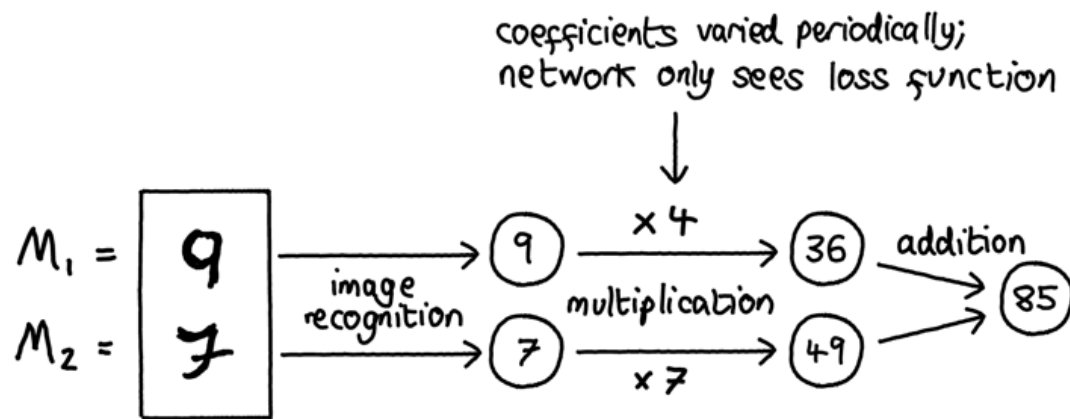 coefficients varied periodically;
network only sees loss function
M₁ = 9
9
× 4
36
addition
image
recognition
multiplication
85
M₂ = 7
7
× 7
49